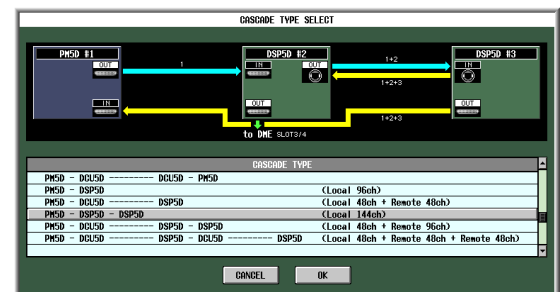 CASCADE TYPE SELECT
PM5D #1
DSP5D #2
DSP5D #3
OUT
IN
OUT
IN
1
1+2
1+2+3
IN
OUT
OUT
1+2+3
to DME SLOT3/4
CASCADE TYPE
PM5D - DCU5D --------- DCU5D - PM5D
PM5D - DSP5D (Local 96ch)
PM5D - DCU5D --------- DSP5D (Local 48ch + Remote 48ch)
PM5D - DSP5D - DSP5D (Local 144ch)
PM5D - DCU5D --------- DSP5D - DSP5D (Local 48ch + Remote 96ch)
PM5D - DCU5D --------- DSP5D - DCU5D --------- DSP5D (Local 48ch + Remote 48ch + Remote 48ch)
CANCEL
OK